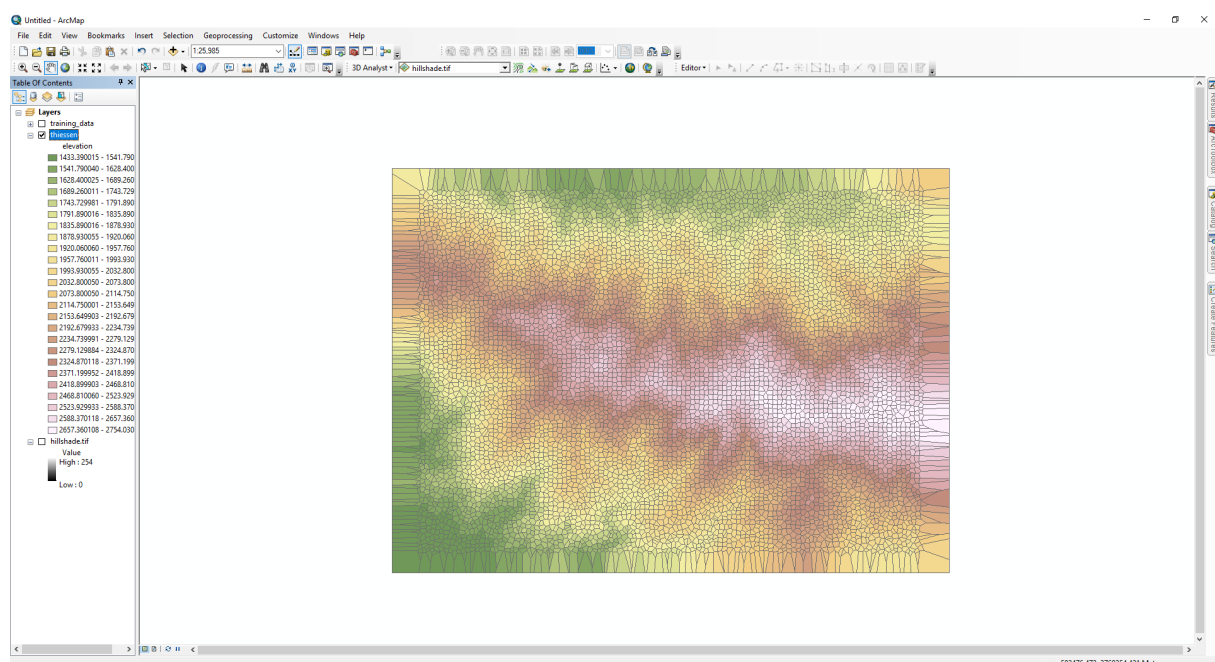 Untitled - ArcMap
File Edit View Bookmarks Insert Selection Geoprocessing Customize Windows Help
1:25.985
3D Analyst hillshade.tif Editor
Table Of Contents
Layers
training_data
thiessen
elevation
1433.390015 - 1541.790
1541.790040 - 1628.400
1628.400025 - 1689.260
1689.260011 - 1743.729
1743.729981 - 1791.890
1791.890016 - 1835.890
1835.890016 - 1878.930
1878.930055 - 1920.060
1920.060060 - 1957.760
1957.760011 - 1993.930
1993.930055 - 2032.800
2032.800050 - 2073.800
2073.800050 - 2114.750
2114.750001 - 2153.649
2153.649903 - 2192.679
2192.679933 - 2234.739
2234.739991 - 2279.129
2279.129884 - 2324.870
2324.870118 - 2371.199
2371.199952 - 2418.899
2418.899903 - 2468.810
2468.810060 - 2523.929
2523.929933 - 2588.370
2588.370118 - 2657.360
2657.360108 - 2754.030
hillshade.tif
Value
High : 254
Low : 0
Results
ArcToolbox
Catalog
Search
Create Features